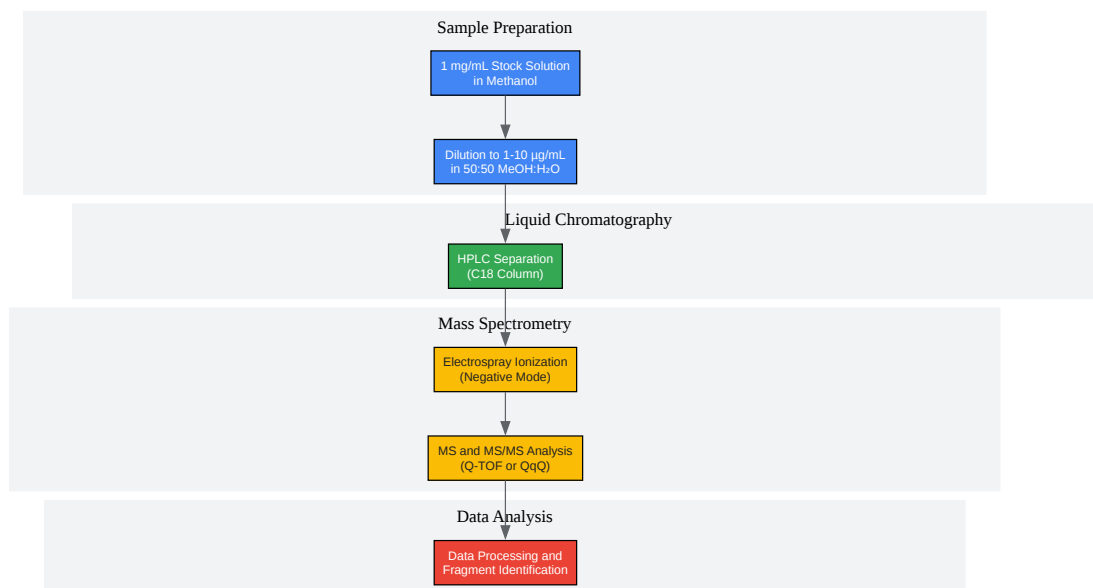 Sample Preparation
1 mg/mL Stock Solution
in Methanol
Dilution to 1-10 µg/mL
in 50:50 MeOH:H₂O
Liquid Chromatography
HPLC Separation
(C18 Column)
Mass Spectrometry
Electrospray Ionization
(Negative Mode)
MS and MS/MS Analysis
(Q-TOF or QqQ)
Data Analysis
Data Processing and
Fragment Identification